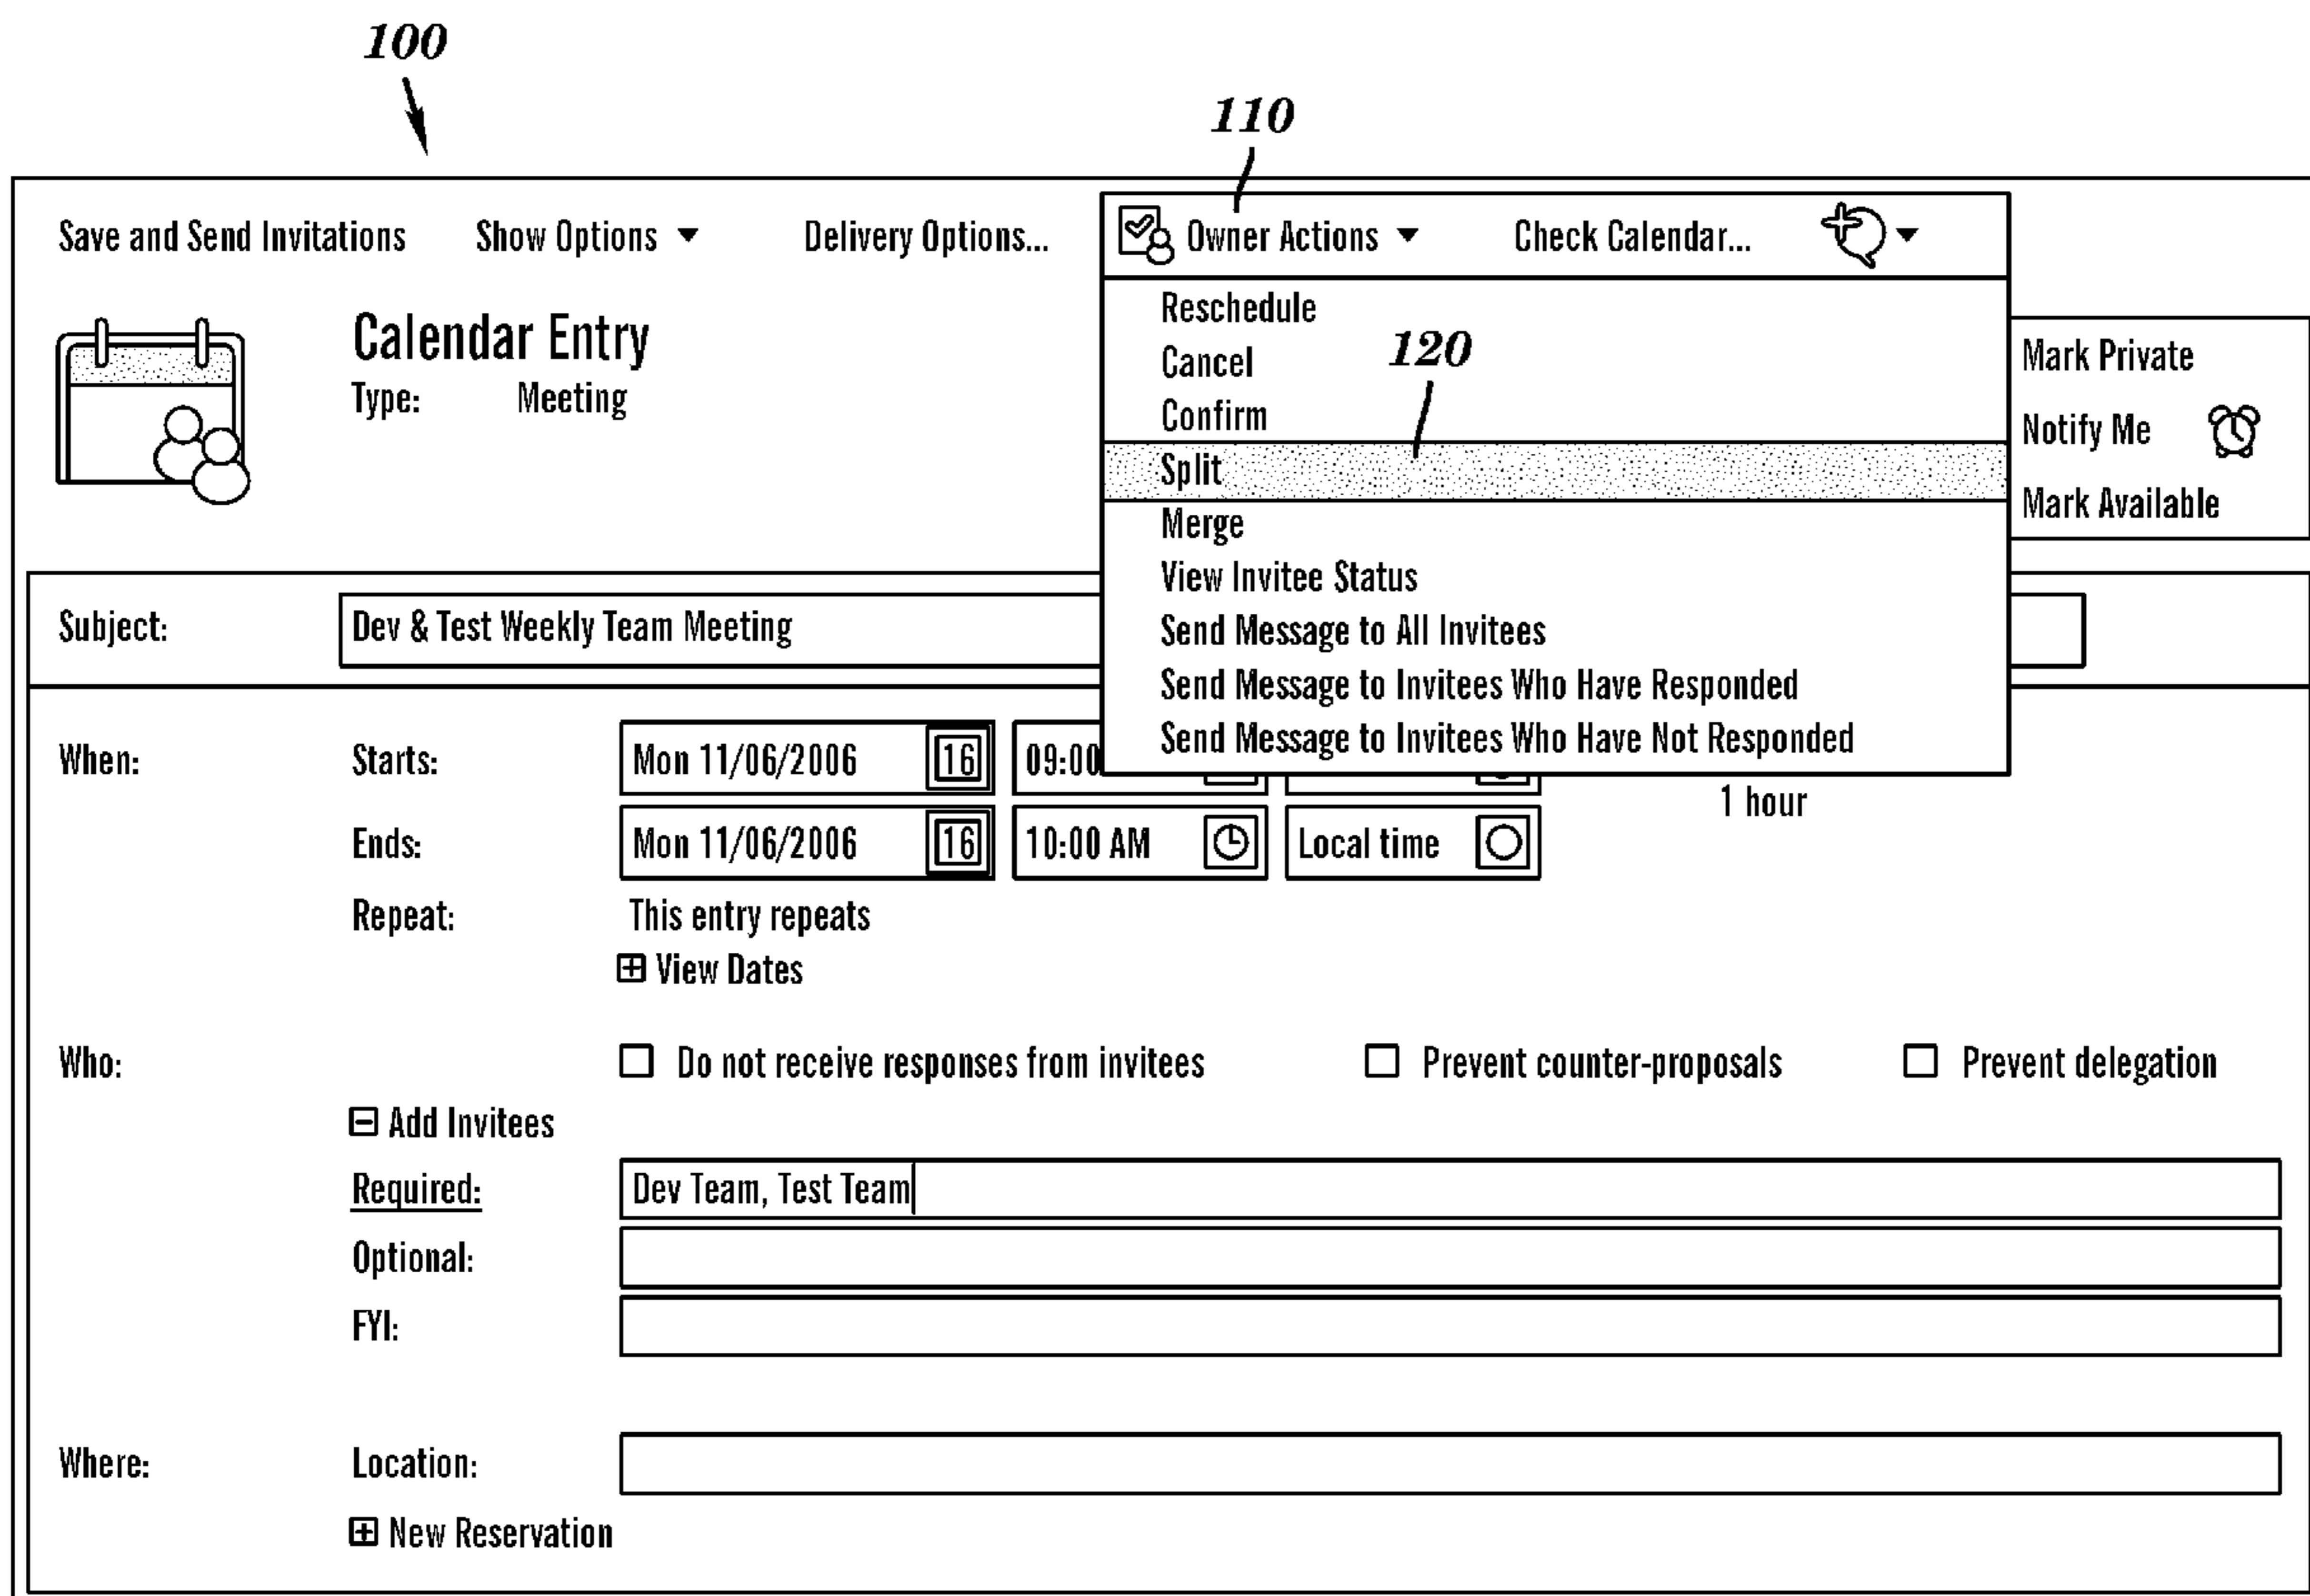 100
110
Save and Send Invitations Show Options Delivery Options... Owner Actions Check Calendar...
Calendar Entry
Type: Meeting
Reschedule
Cancel
120
Confirm
Split
Merge
View Invitee Status
Send Message to All Invitees
Send Message to Invitees Who Have Responded
Send Message to Invitees Who Have Not Responded
Mark Private
Notify Me
Mark Available
Subject: Dev & Test Weekly Team Meeting
When: Starts: Mon 11/06/2006 16 09:00
1 hour
Ends: Mon 11/06/2006 16 10:00 AM Local time
Repeat: This entry repeats
View Dates
Who: Do not receive responses from invitees Prevent counter-proposals Prevent delegation
Add Invitees
Required: Dev Team, Test Team
Optional:
FYI:
Where: Location:
New Reservation